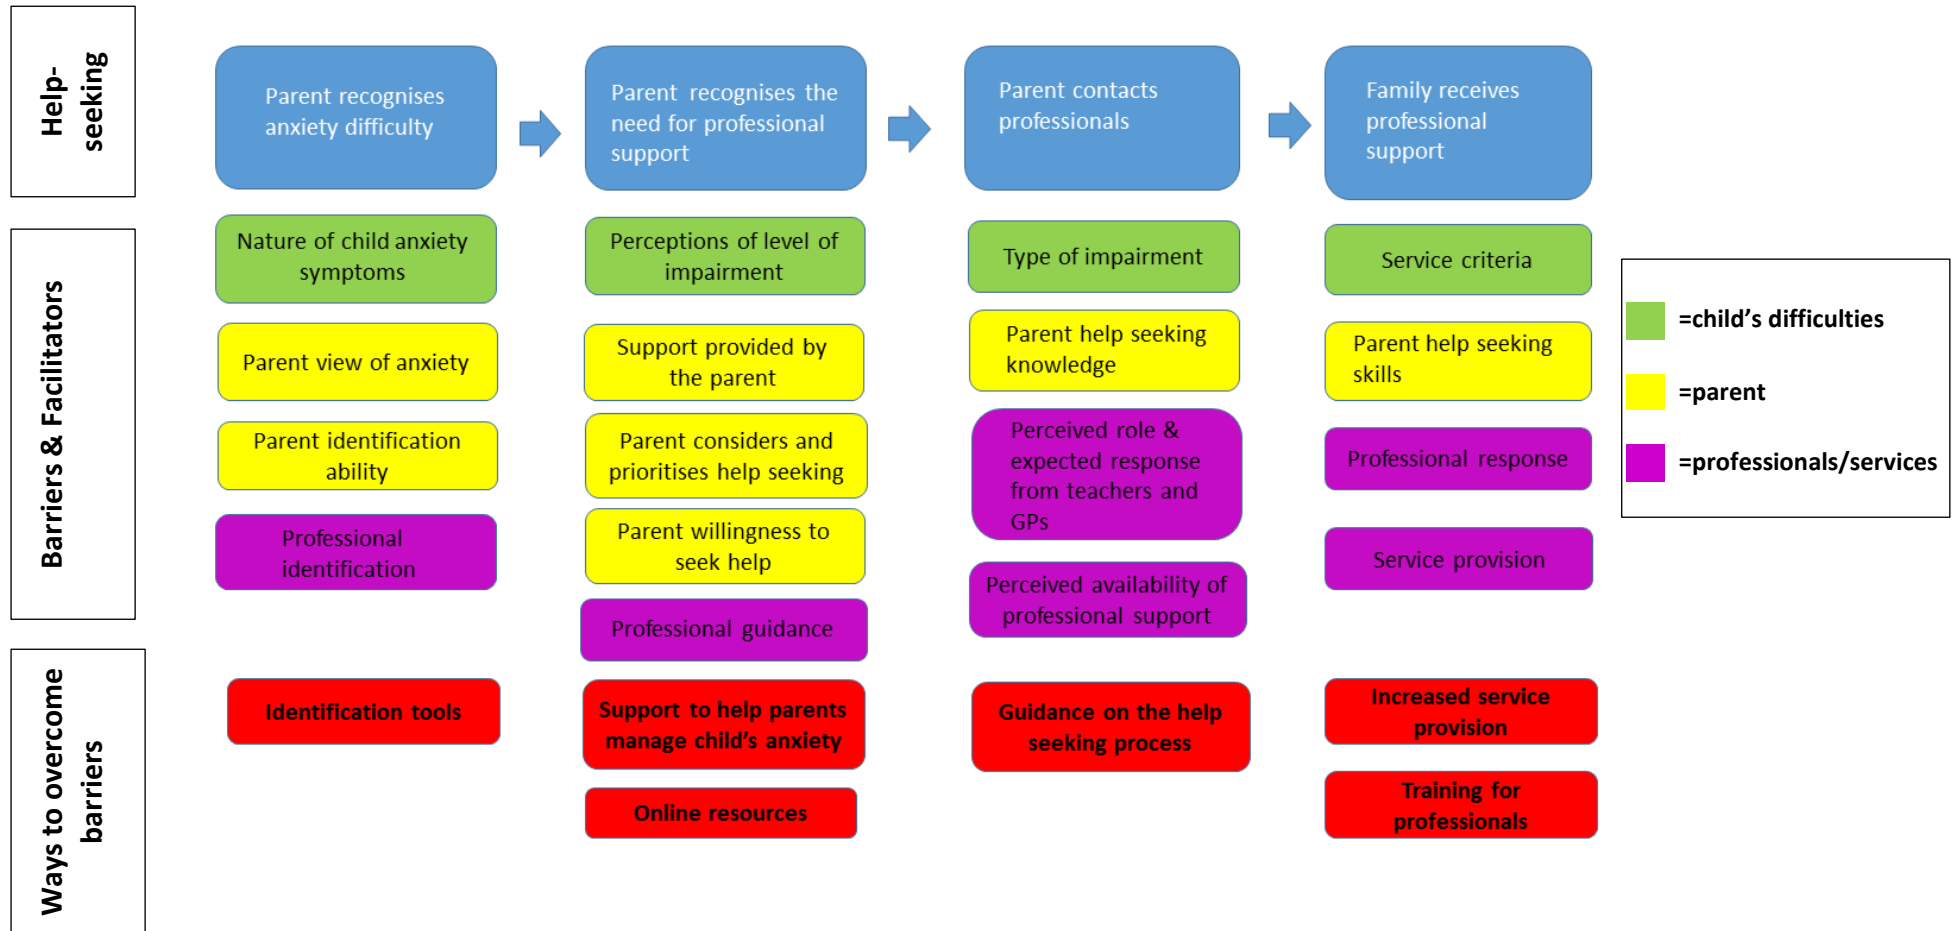 Help-
seeking
Parent recognises
anxiety difficulty
Parent recognises the
need for professional
support
Parent contacts
professionals
Family receives
professional
support
Barriers & Facilitators
Nature of child anxiety
symptoms
Parent view of anxiety
Parent identification
ability
Professional
identification
Perceptions of level of
impairment
Support provided by
the parent
Parent considers and
prioritises help seeking
Parent willingness to
seek help
Professional guidance
Type of impairment
Parent help seeking
knowledge
Perceived role &
expected response
from teachers and
GPs
Perceived availability of
professional support
Service criteria
Parent help seeking
skills
Professional response
Service provision
=child's difficulties
=parent
=professionals/services
Ways to overcome
barriers
Identification tools
Support to help parents
manage child's anxiety
Online resources
Guidance on the help
seeking process
Increased service
provision
Training for
professionals